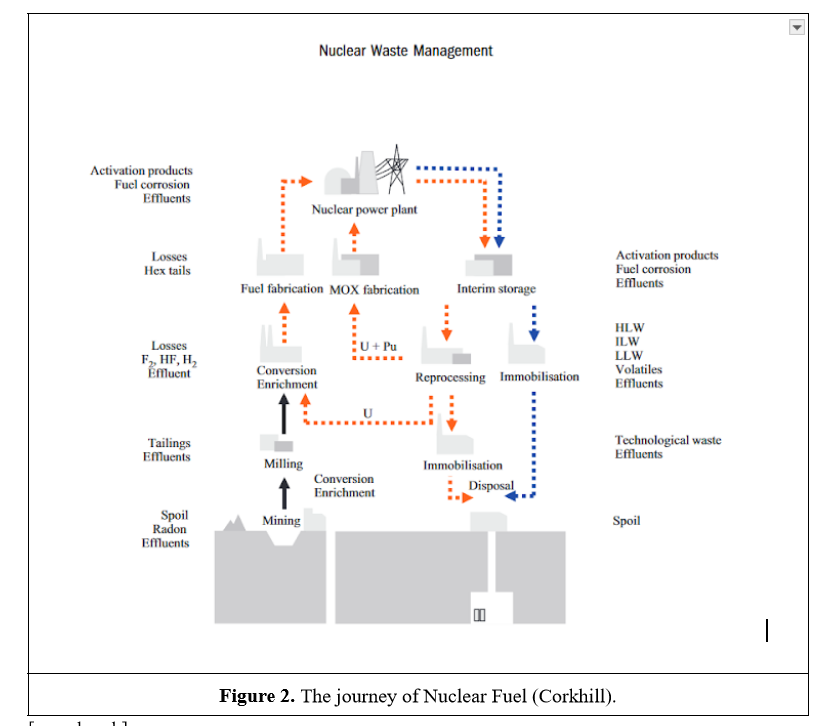 Nuclear Waste Management
Activation products
Fuel corrosion
Effluents
Nuclear power plant
Losses
Hex tails
Fuel fabrication
MOX fabrication
Interim storage
Activation products
Fuel corrosion
Effluents
Losses
F2, HF, H2
Effluent
Conversion
Enrichment
U + Pu
Reprocessing
Immobilisation
HLW
ILW
LLW
Volatiles
Effluents
U
Tailings
Effluents
Milling
Immobilisation
Technological waste
Effluents
Conversion
Enrichment
Disposal
Spoil
Radon
Effluents
Mining
Spoil
Figure 2. The journey of Nuclear Fuel (Corkhill).